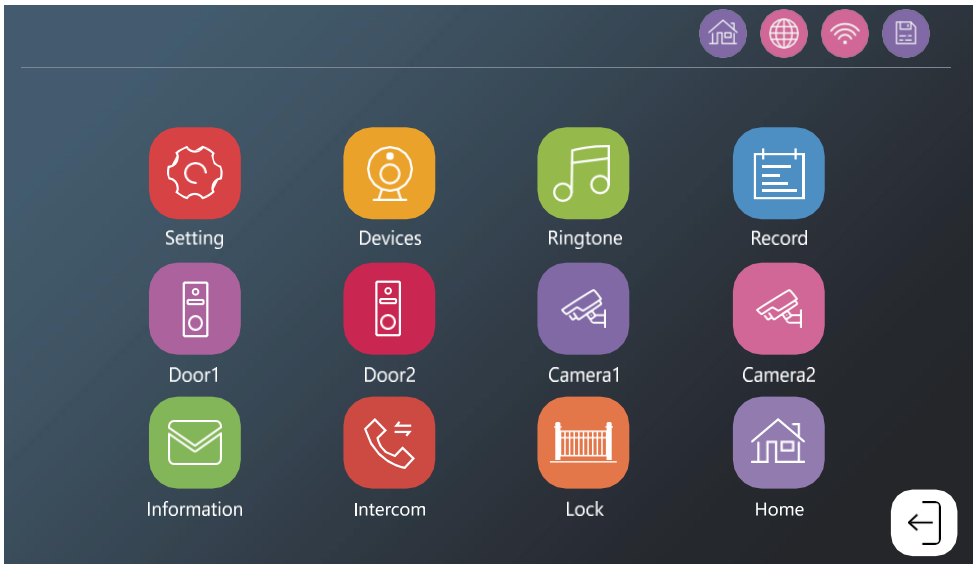 Setting
Devices
Ringtone
Record
Door1
Door2
Camera1
Camera2
Information
Intercom
Lock
Home